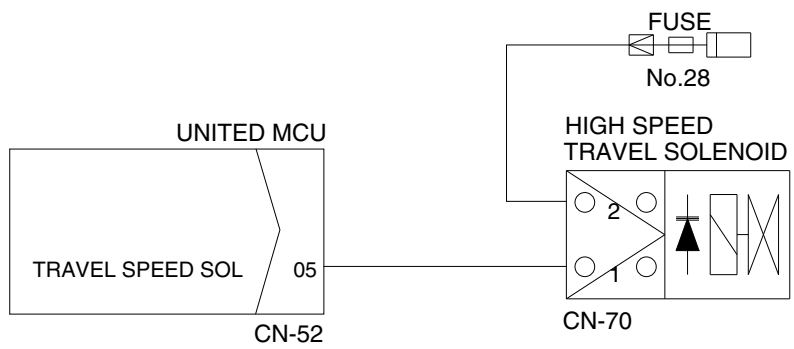 FUSE
No.28
UNITED MCU
HIGH SPEED
TRAVEL SOLENOID
2
TRAVEL SPEED SOL 05
1
CN-52
CN-70